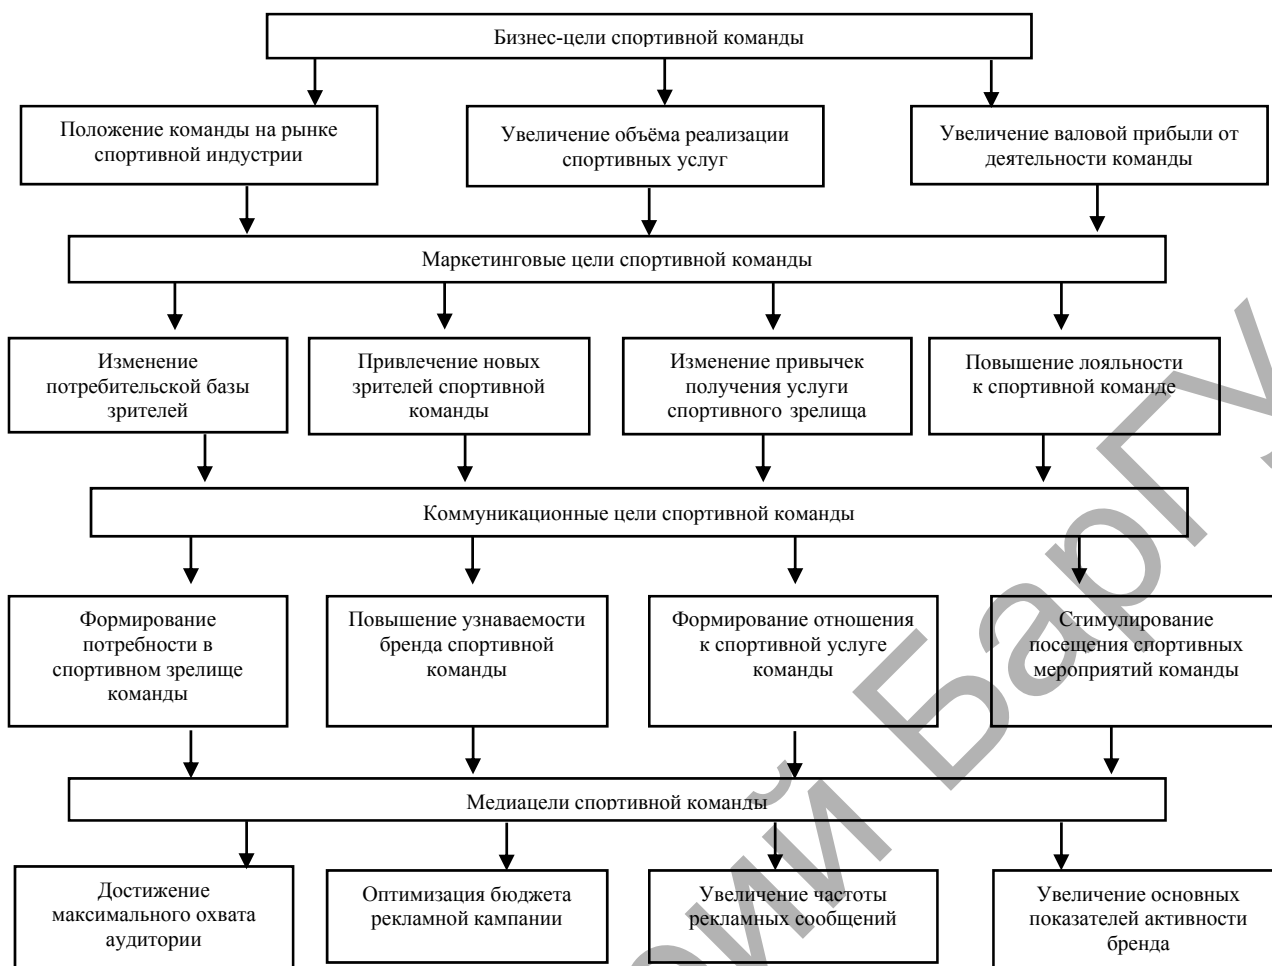 Бизнес-цели спортивной команды
Положение команды на рынке
спортивной индустрии
Увеличение объёма реализации
спортивных услуг
Увеличение валовой прибыли от
деятельности команды
Маркетинговые цели спортивной команды
Изменение
потребительской базы
зрителей
Привлечение новых
зрителей спортивной
команды
Изменение привычек
получения услуги
спортивного зрелища
Повышение лояльности
к спортивной команде
Коммуникационные цели спортивной команды
Формирование
потребности в
спортивном зрелище
команды
Повышение узнаваемости
бренда спортивной
команды
Формирование отношения
к спортивной услуге
команды
Стимулирование
посещения спортивных
мероприятий команды
Медиацели спортивной команды
Достижение
максимального охвата
аудитории
Оптимизация бюджета
рекламной кампании
Увеличение частоты
рекламных сообщений
Увеличение основных
показателей активности
бренда
БарГУ